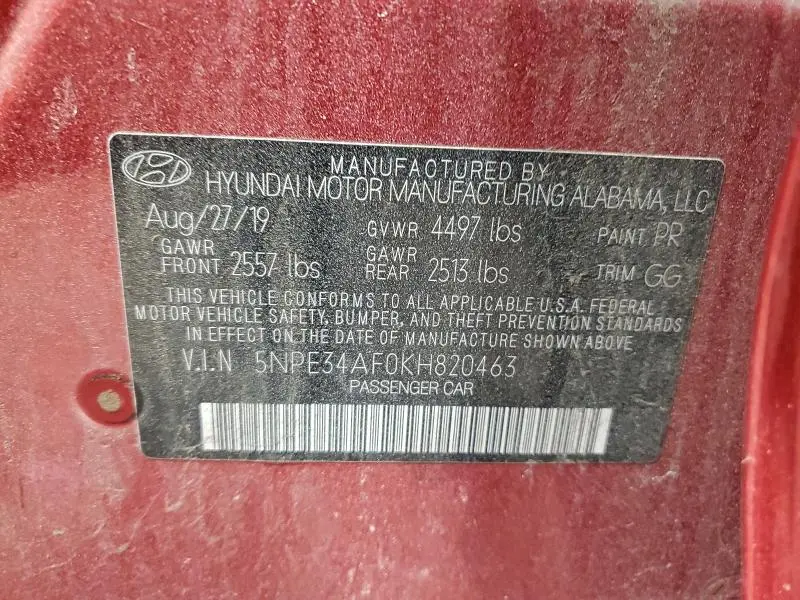 MANUFACTURED BY
HYUNDAI MOTOR MANUFACTURING ALABAMA, LLC
Aug/27/19 GVWR 4497 lbs PAINT PR
GAWR FRONT 2557 lbs GAWR REAR 2513 lbs TRIM GG
THIS VEHICLE CONFORMS TO ALL APPLICABLE U.S.A. FEDERAL
MOTOR VEHICLE SAFETY, BUMPER, AND THEFT PREVENTION STANDARDS
IN EFFECT ON THE DATE OF MANUFACTURE SHOWN ABOVE
V.I.N 5NPE34AF0KH820463
PASSENGER CAR